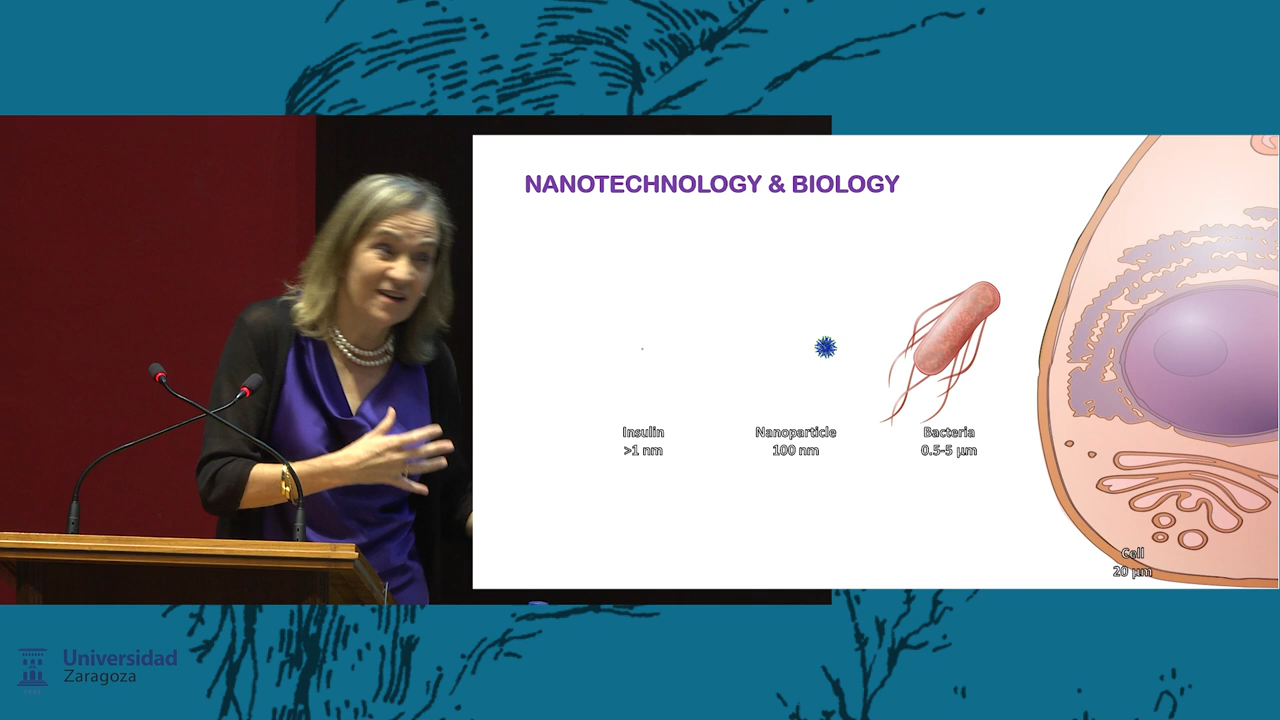 NANOTECHNOLOGY & BIOLOGY
Insulin
>1 nm
Nanoparticle
100 nm
Bacteria
0.5-5 µm
Cell
20 µm
Universidad
Zaragoza